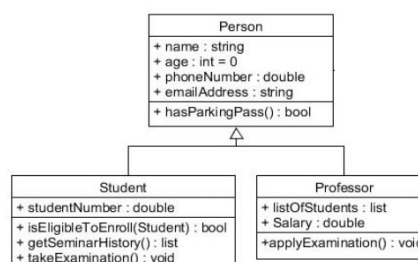 Person
+ name : string
+ age : int = 0
+ phoneNumber : double
+ emailAddress : string
+ hasParkingPass() : bool
Student
+ studentNumber : double
+ isEligibleToEnroll(Student) : bool
+ getSeminarHistory() : list
+ takeExamination() : void
Professor
+ listOfStudents : list
+ Salary : double
+applyExamination() : void